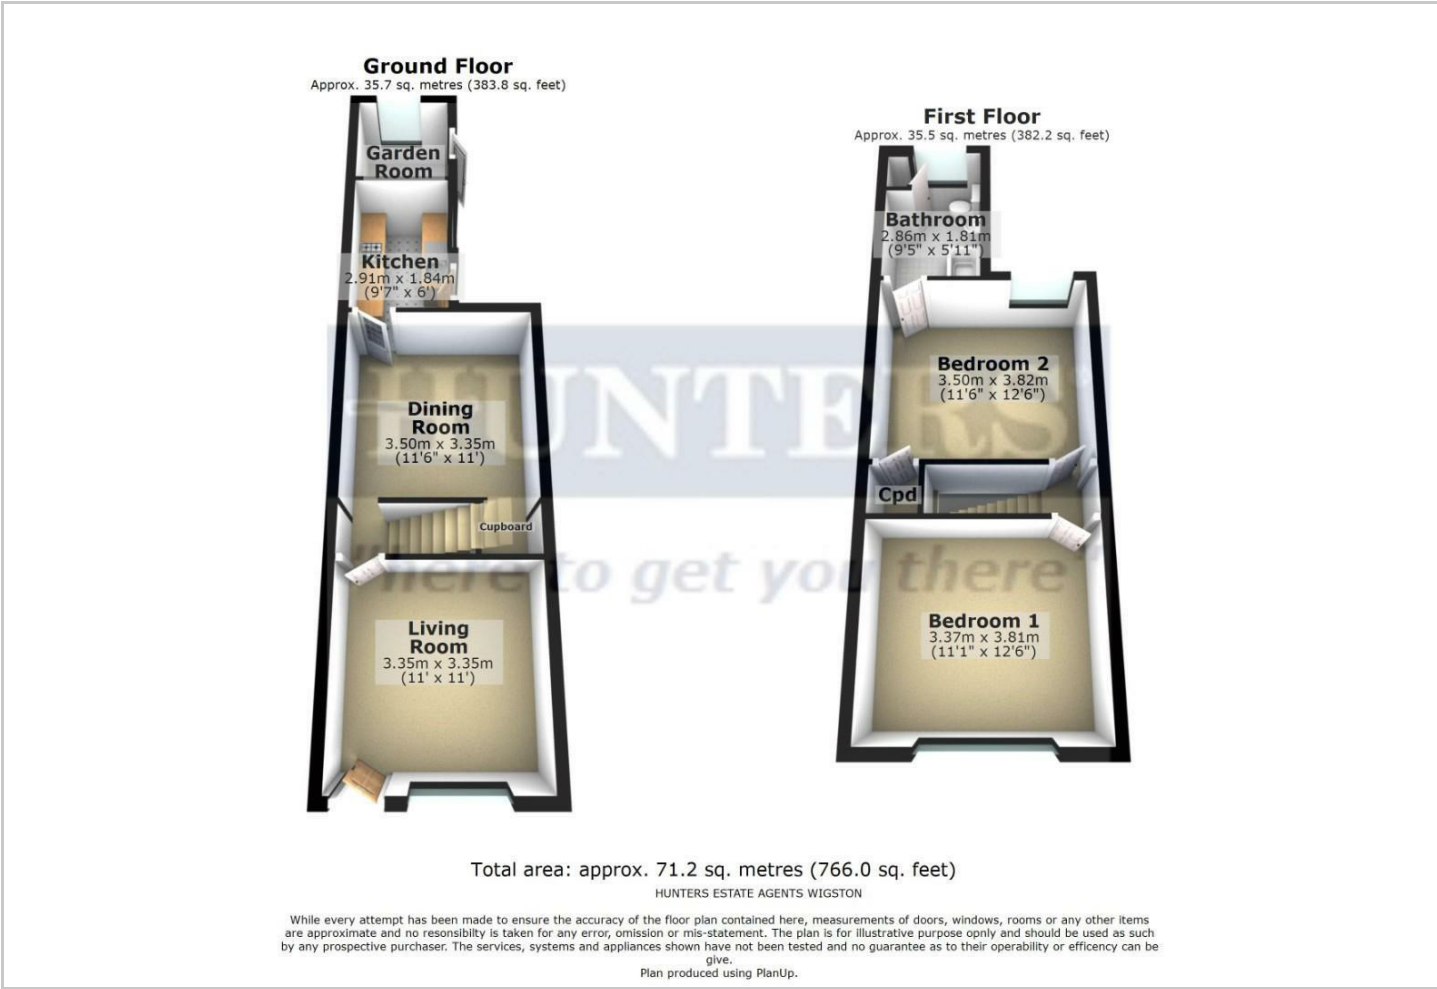 Ground Floor
Approx. 35.7 sq. metres (383.8 sq. feet)
Garden
Room
Kitchen
2.91m x 1.84m
(9'7" x 6')
Dining
Room
3.50m x 3.35m
(11'6" x 11')
Cupboard
Living
Room
3.35m x 3.35m
(11' x 11')
First Floor
Approx. 35.5 sq. metres (382.2 sq. feet)
Bathroom
2.86m x 1.81m
(9'5" x 5'11")
Bedroom 2
3.50m x 3.82m
(11'6" x 12'6")
Cpd
Bedroom 1
3.37m x 3.81m
(11'1" x 12'6")
HUNTERS
"here to get you there"
Total area: approx. 71.2 sq. metres (766.0 sq. feet)
HUNTERS ESTATE AGENTS WIGSTON
While every attempt has been made to ensure the accuracy of the floor plan contained here, measurements of doors, windows, rooms or any other items
are approximate and no resonsibilty is taken for any error, omission or mis-statement. The plan is for illustrative purpose opnly and should be used as such
by any prospective purchaser. The services, systems and appliances shown have not been tested and no guarantee as to their operability or efficency can be
give.
Plan produced using PlanUp.